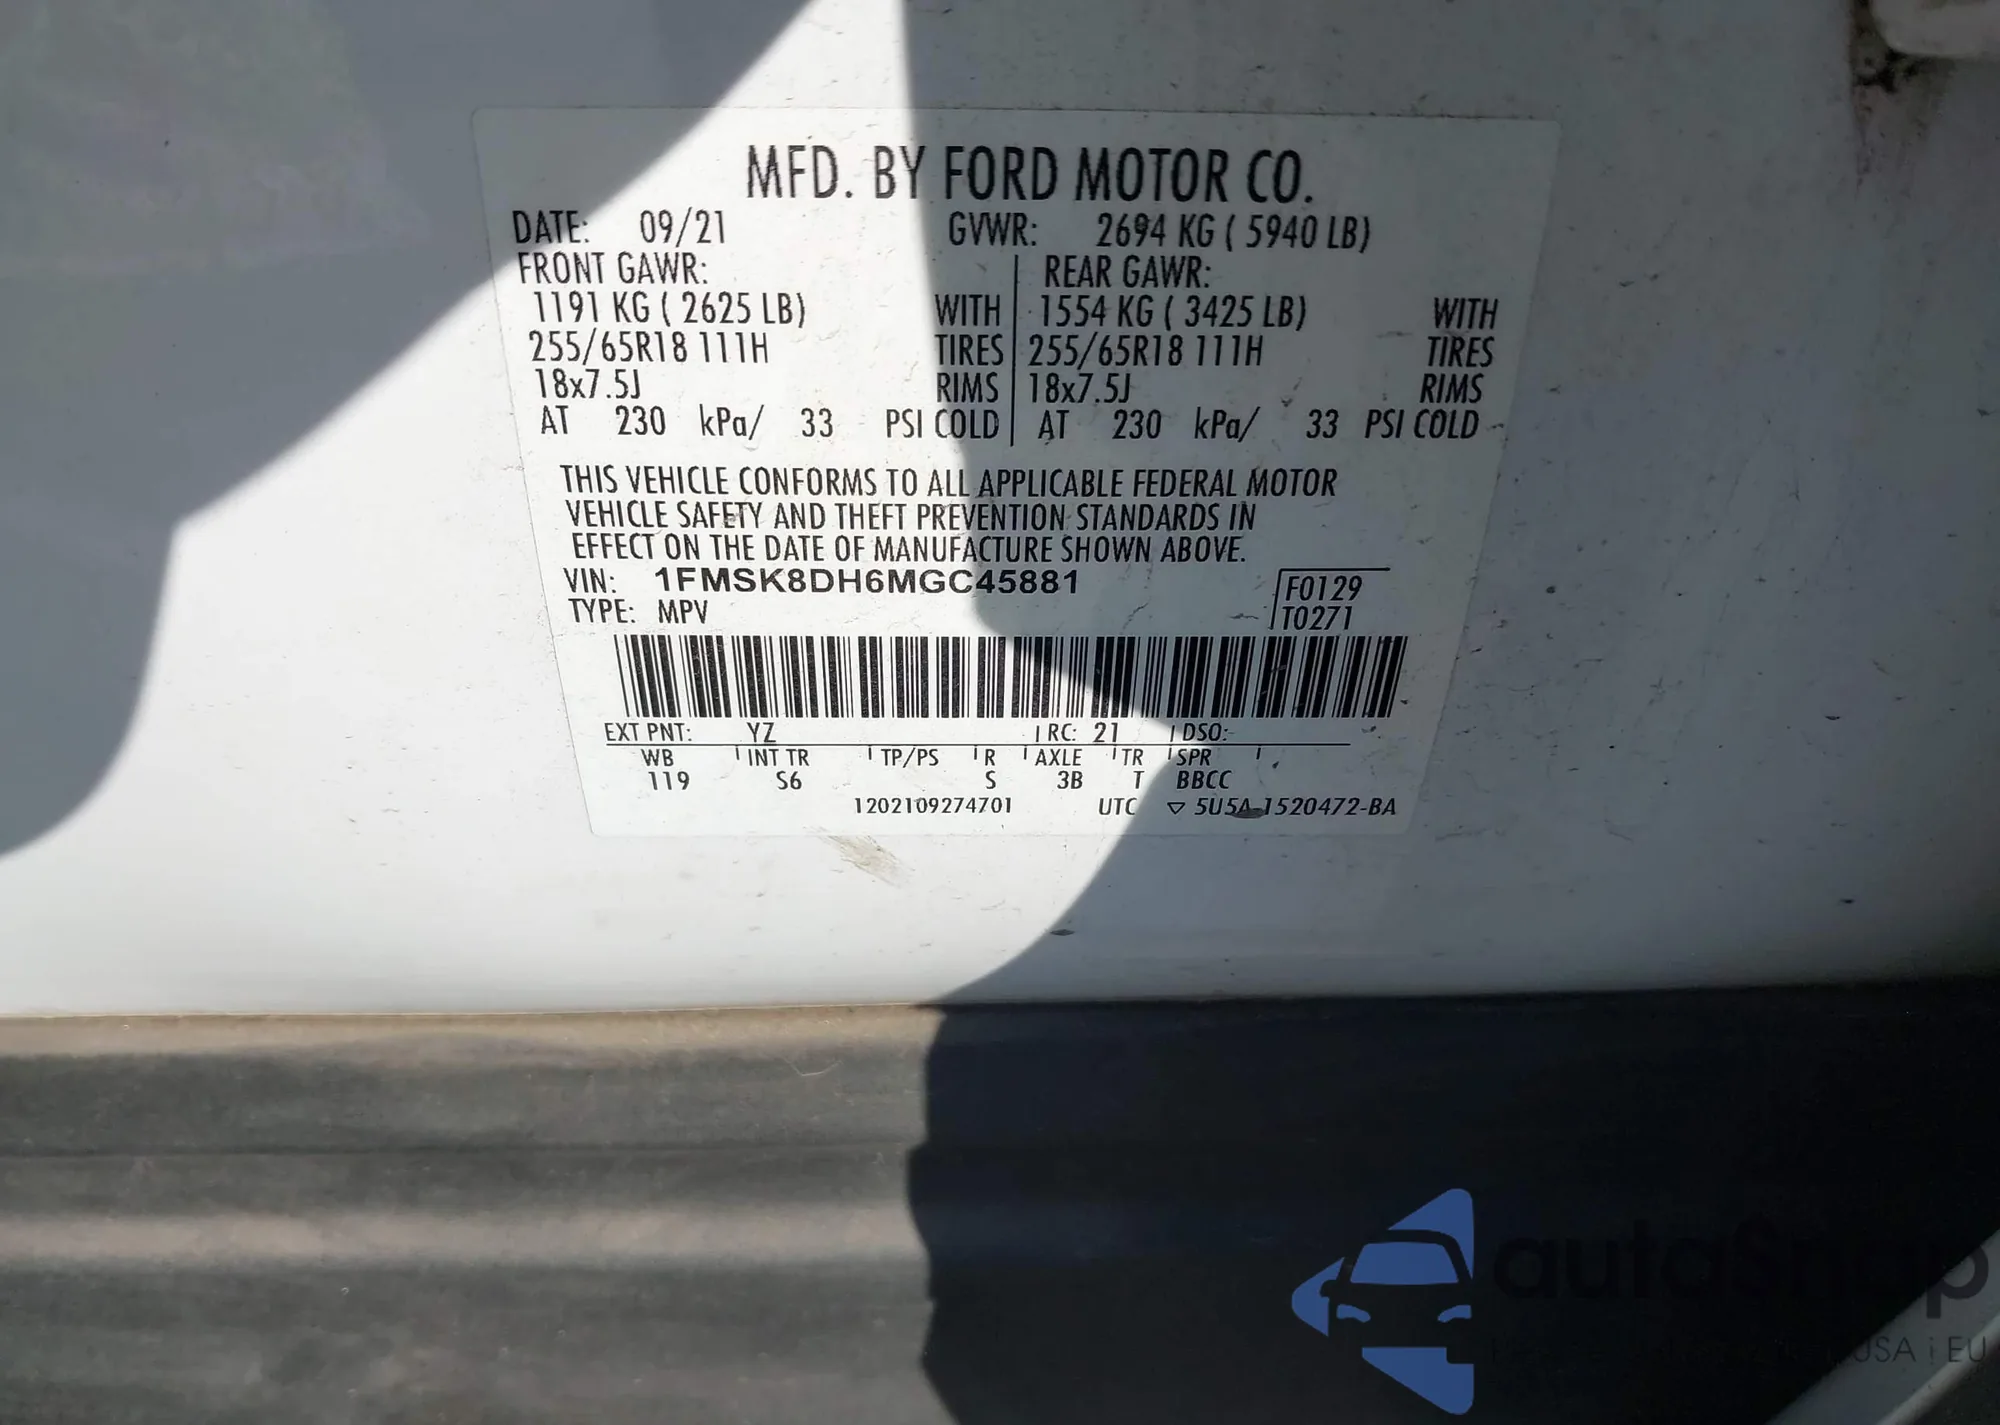 MFD. BY FORD MOTOR CO.
DATE: 09/21 GVWR: 2694 KG ( 5940 LB)
FRONT GAWR: REAR GAWR:
1191 KG ( 2625 LB) WITH 1554 KG ( 3425 LB) WITH
255/65R18 111H TIRES 255/65R18 111H TIRES
18x7.5J RIMS 18x7.5J RIMS
AT 230 kPa/ 33 PSI COLD AT 230 kPa/ 33 PSI COLD
THIS VEHICLE CONFORMS TO ALL APPLICABLE FEDERAL MOTOR
VEHICLE SAFETY AND THEFT PREVENTION STANDARDS IN
EFFECT ON THE DATE OF MANUFACTURE SHOWN ABOVE.
VIN: 1FMSK8DH6MGC45881 F0129
TYPE: MPV T0271
EXT PNT: YZ RC: 21 DSO:
WB INT TR TP/PS R AXLE TR SPR
119 S6 S 3B T BBCC
1202109274701 UTC ▽ 5U5A-1520472-BA
USA i EU